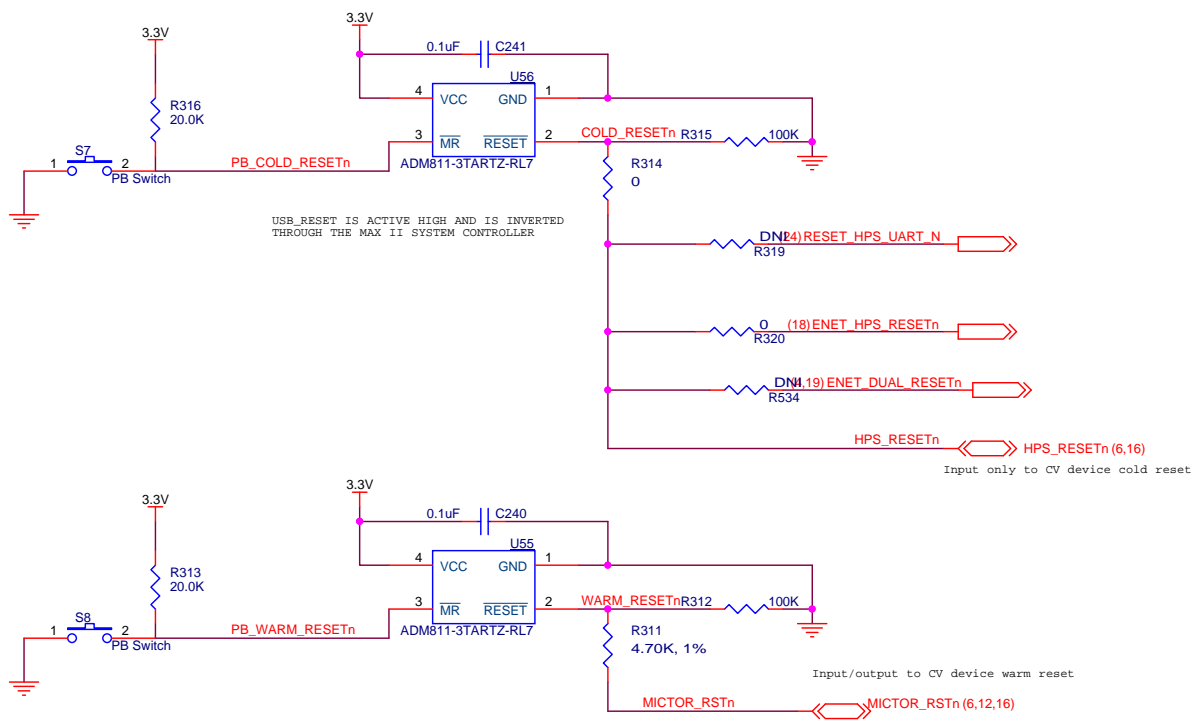 3.3V
3.3V
0.1uF C241
R316
20.0K
U56
4 VCC GND 1
3 MR RESET 2
ADM811-3TARTZ-RL7
COLD_RESETn R315 100K
R314
0
S7
1 2
PB Switch
PB_COLD_RESETn
USB_RESET IS ACTIVE HIGH AND IS INVERTED
THROUGH THE MAX II SYSTEM CONTROLLER
DNI RESET_HPS_UART_N
R319
0 (18) ENET_HPS_RESETn
R320
DNI ENET_DUAL_RESETn
R534
HPS_RESETn HPS_RESETn (6,16)
Input only to CV device cold reset
3.3V
3.3V
0.1uF C240
R313
20.0K
U55
4 VCC GND 1
3 MR RESET 2
ADM811-3TARTZ-RL7
WARM_RESETn R312 100K
R311
4.70K, 1%
S8
1 2
PB Switch
PB_WARM_RESETn
Input/output to CV device warm reset
MICTOR_RSTn MICTOR_RSTn (6,12,16)